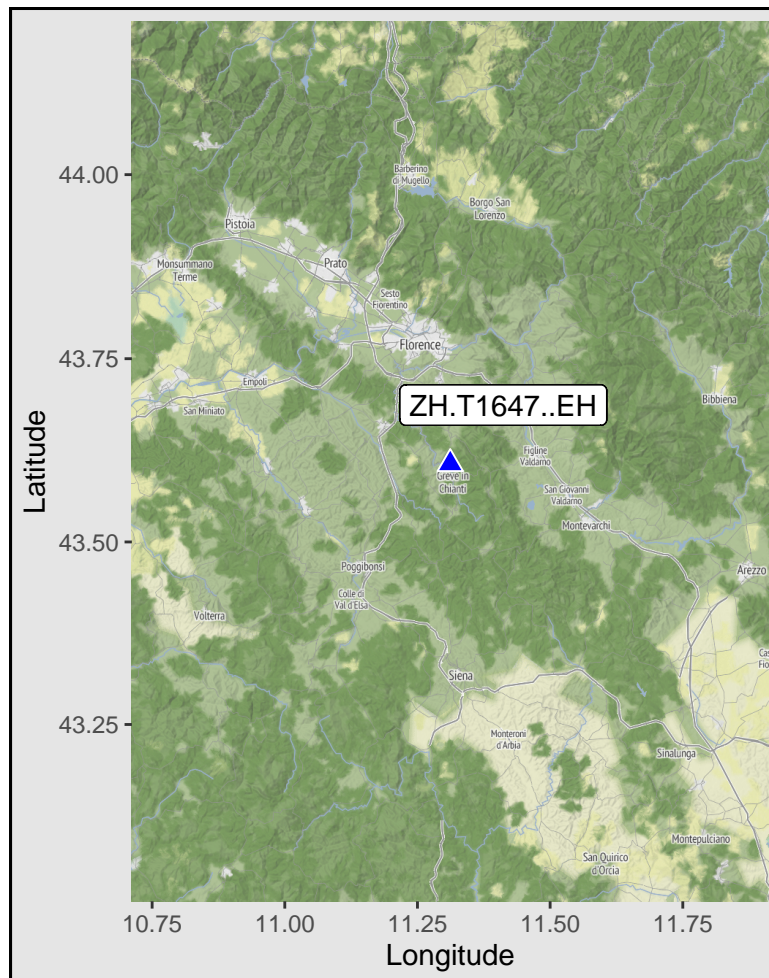 44.00
43.75
43.50
43.25
Latitude
10.75
11.00
11.25
11.50
11.75
Longitude
Barberino
di Mugello
Borgo San
Lorenzo
Pistoia
Monsummano
Terme
Prato
Sesto
Fiorentino
Florence
Empoli
San Miniato
Bibbiena
ZH.T1647..EH
Figline
Valdarno
Greve in
Chianti
San Giovanni
Valdarno
Montevarchi
Poggibonsi
Arezzo
Colle di
Val d'Elsa
Volterra
Siena
Monteroni
d'Arbia
Sinalunga
Montepulciano
San Quirico
d'Orcia